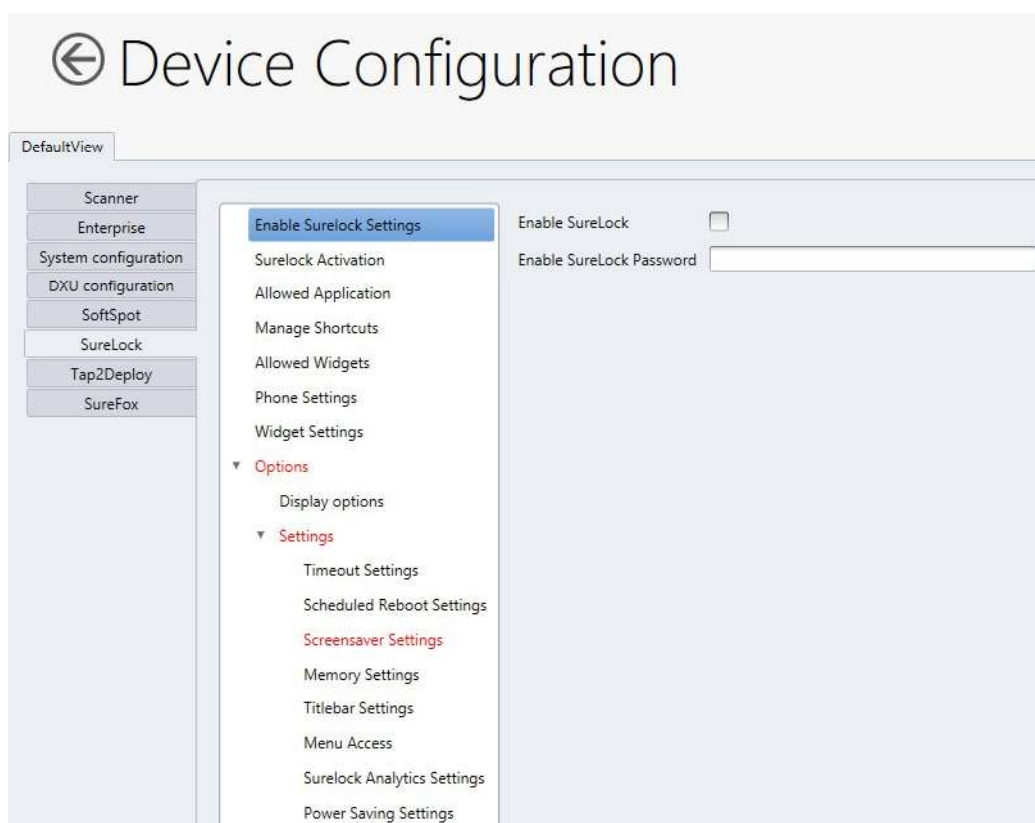 Device Configuration
DefaultView
Scanner
Enterprise
System configuration
DXU configuration
SoftSpot
SureLock
Tap2Deploy
SureFox
Enable Surelock Settings
Surelock Activation
Allowed Application
Manage Shortcuts
Allowed Widgets
Phone Settings
Widget Settings
Options
Display options
Settings
Timeout Settings
Scheduled Reboot Settings
Screensaver Settings
Memory Settings
Titlebar Settings
Menu Access
Surelock Analytics Settings
Power Saving Settings
Enable SureLock
Enable SureLock Password